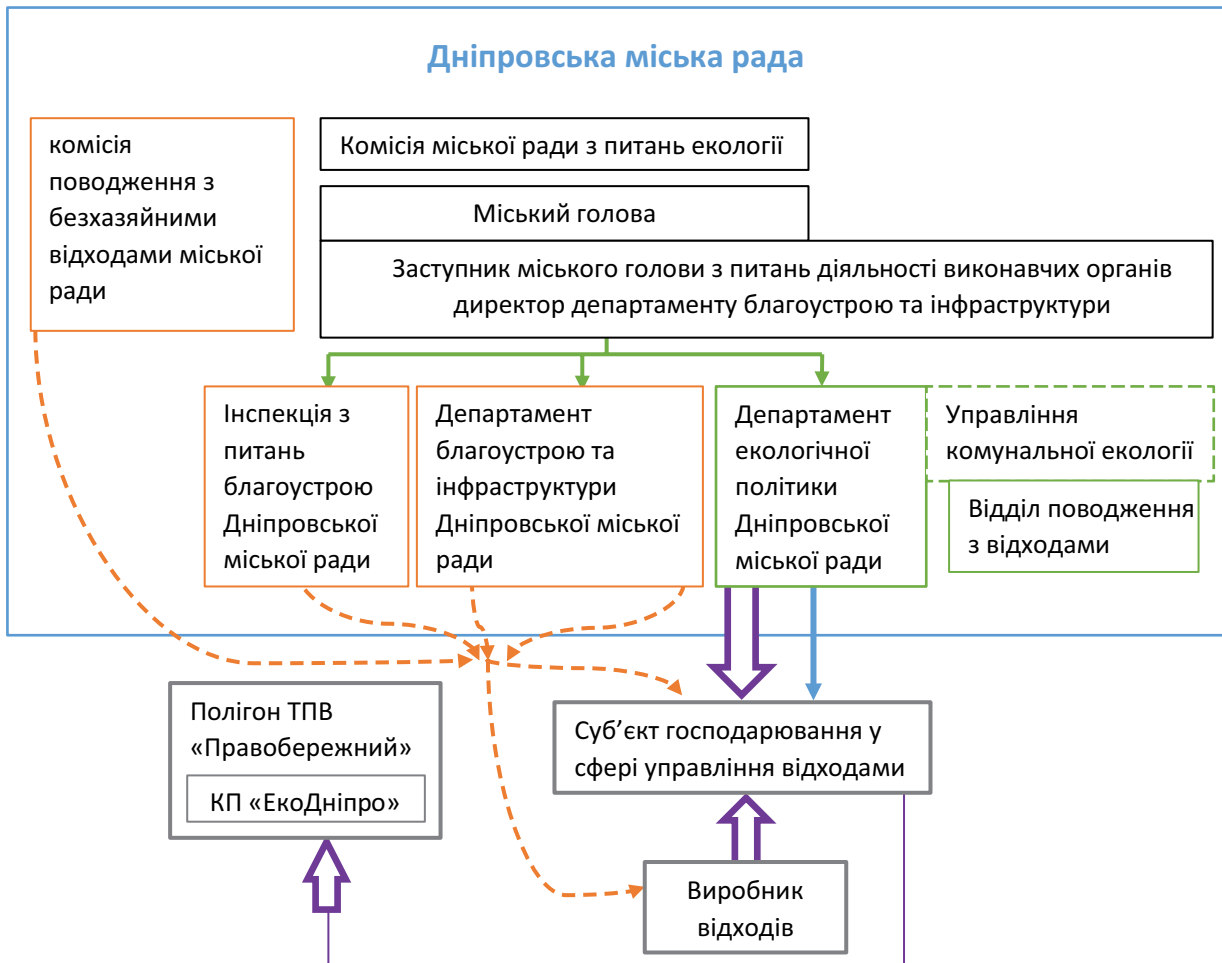 Дніпровська міська рада
комісія
поводження з
безхазяйними
відходами міської
ради
Комісія міської ради з питань екології
Міський голова
Заступник міського голови з питань діяльності виконавчих органів
директор департаменту благоустрою та інфраструктури
Інспекція з
питань
благоустрою
Дніпровської
міської ради
Департамент
благоустрою та
інфраструктури
Дніпровської міської
ради
Департамент
екологічної
політики
Дніпровської
міської ради
Управління
комунальної екології
Відділ поводження
з відходами
Полігон ТПВ
«Правобережний»
КП «ЕкоДніпро»
Суб’єкт господарювання у
сфері управління відходами
Виробник
відходів